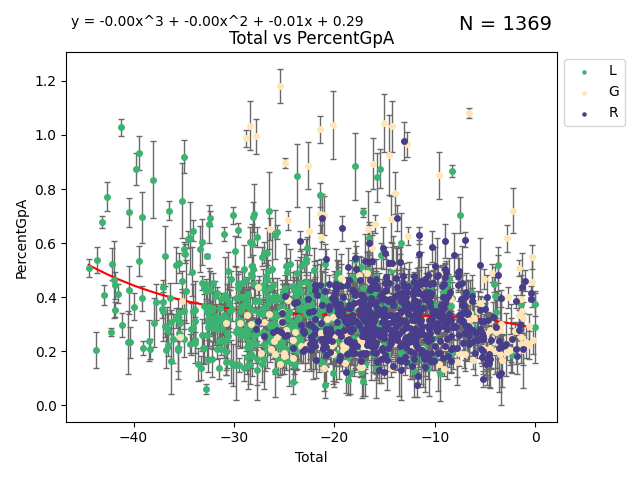 y = -0.00x^3 + -0.00x^2 + -0.01x + 0.29
N = 1369
Total vs PercentGpA
L
G
R
PercentGpA
1.2
1.0
0.8
0.6
0.4
0.2
0.0
−40
−30
−20
−10
0
Total